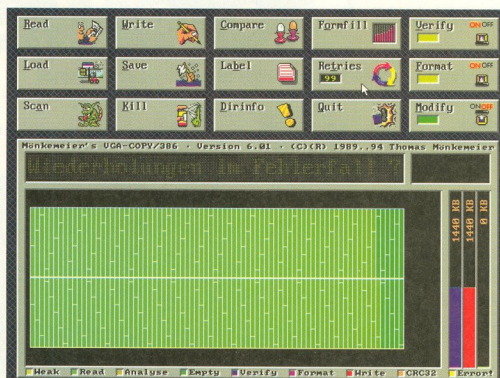 Read
Write
Compare
Formfill
Verify
ON OFF
Load
Save
Label
Retries
99
Format
ON OFF
Scan
Kill
Dirinfo
Quit
Modify
ON OFF
Mönkemeier's VGA-COPY/386 · Version 6.01 · (C)(R) 1989..94 Thomas Mönkemeier
Wiederholungen im Fehlerfall ?
1440 KB
1440 KB
0 KB
Weak Read Analyse Empty Verify Format Write CRC32 Error!